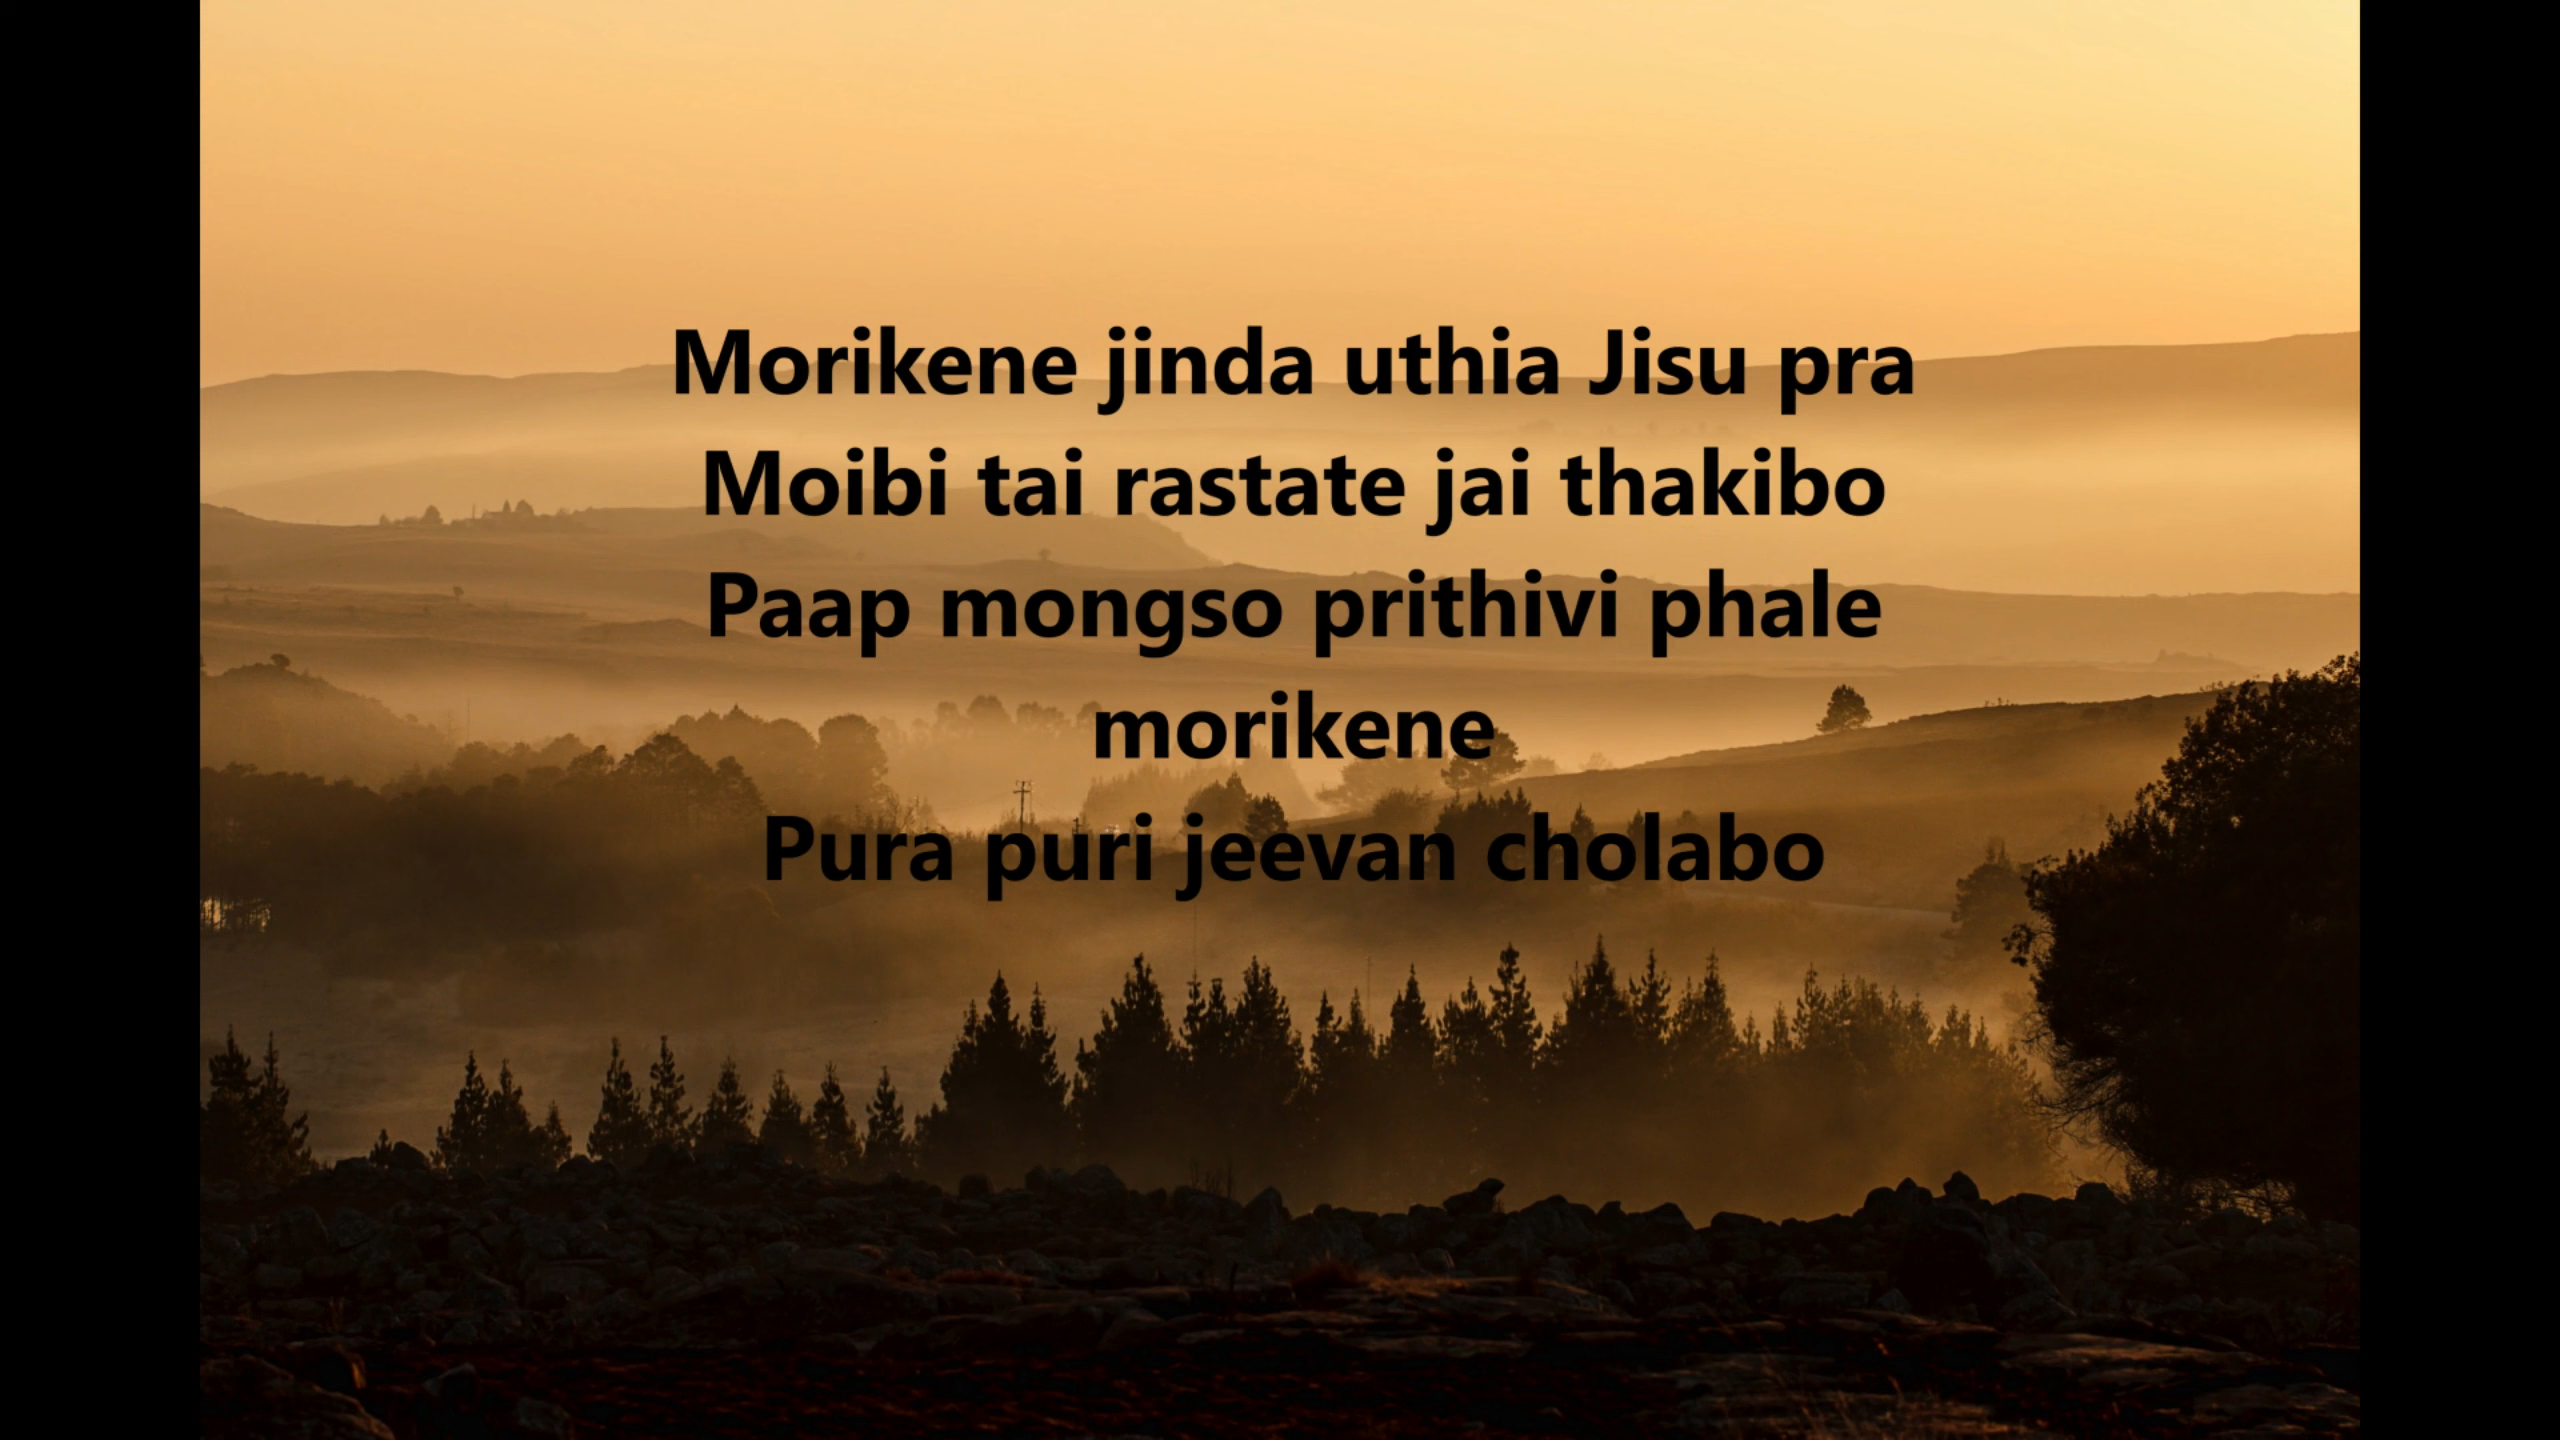 Morikene jinda uthia Jisu pra
Moibi tai rastate jai thakibo
Paap mongso prithivi phale
morikene
Pura puri jeevan cholabo